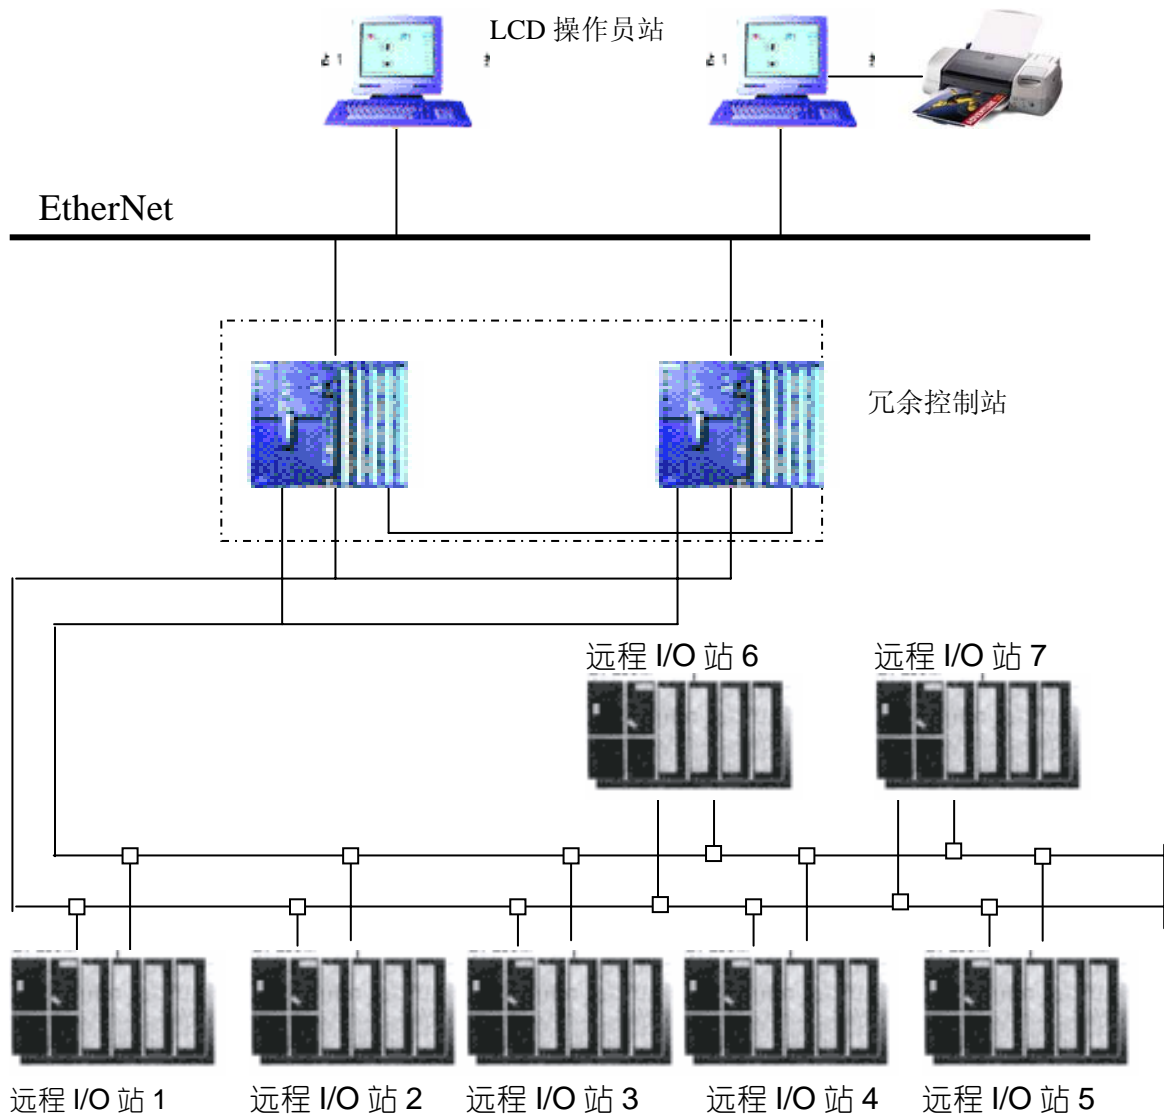 LCD 操作员站
EtherNet
冗余控制站
远程 I/O 站 6
远程 I/O 站 7
远程 I/O 站 1
远程 I/O 站 2
远程 I/O 站 3
远程 I/O 站 4
远程 I/O 站 5